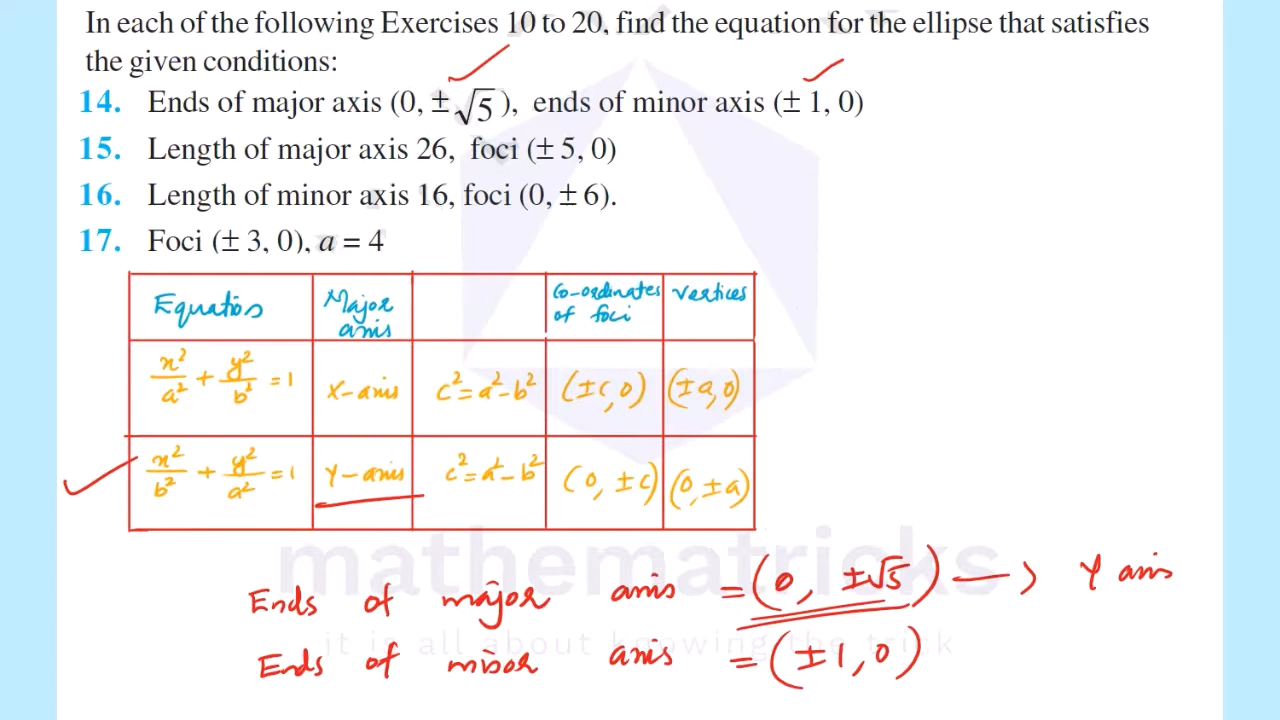 In each of the following Exercises 10 to 20, find the equation for the ellipse that satisfies
the given conditions:
14. Ends of major axis (0, ±√5), ends of minor axis (± 1, 0)
15. Length of major axis 26, foci (± 5, 0)
16. Length of minor axis 16, foci (0, ± 6).
17. Foci (± 3, 0), a = 4
Equation Major axis Co-ordinates of foci Vertices
x²/a² + y²/b² = 1 X-axis c² = a² - b² (±c, 0) (±a, 0)
x²/b² + y²/a² = 1 Y-axis c² = a² - b² (0, ±c) (0, ±a)
mathematricks
Ends of major axis = (0, ±√5) → Y axis
it is all about knowing the trick
Ends of minor axis = (±1, 0)